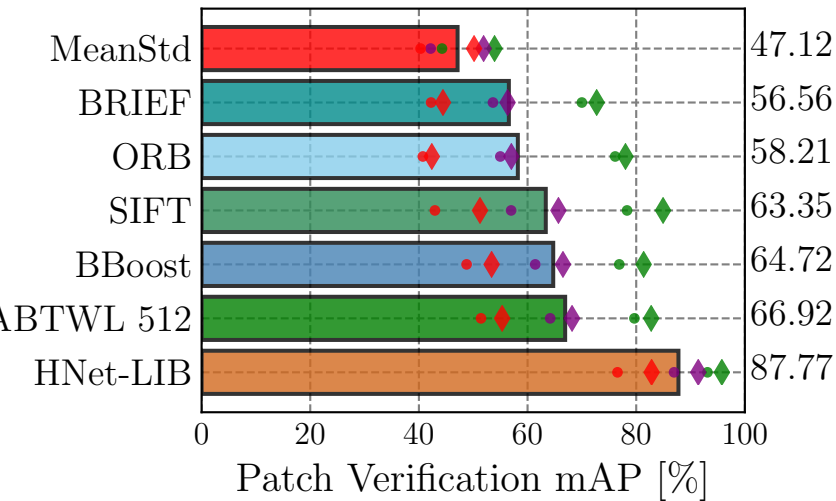 MeanStd 47.12
BRIEF 56.56
ORB 58.21
SIFT 63.35
BBoost 64.72
ABTWL 512 66.92
HNet-LIB 87.77
0 20 40 60 80 100
Patch Verification mAP [%]